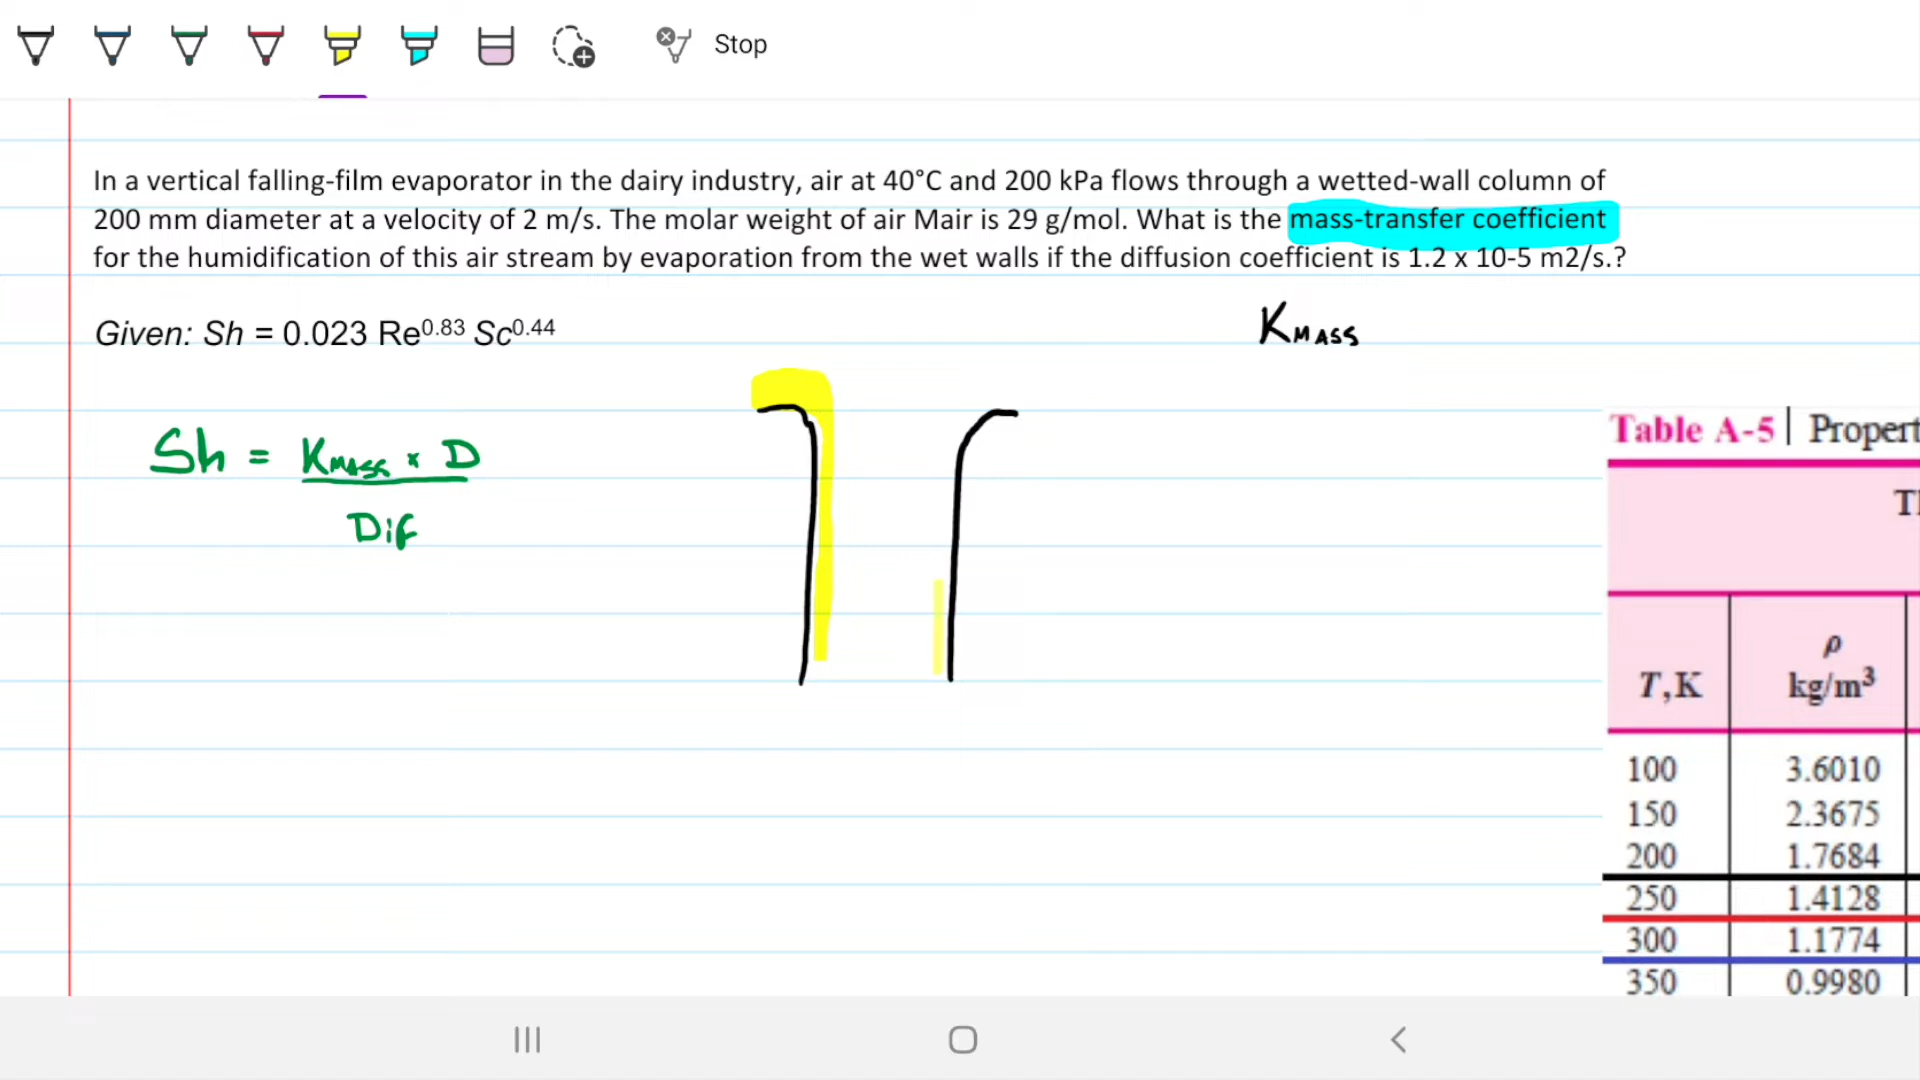 Stop
In a vertical falling-film evaporator in the dairy industry, air at 40°C and 200 kPa flows through a wetted-wall column of
200 mm diameter at a velocity of 2 m/s. The molar weight of air Mair is 29 g/mol. What is the mass-transfer coefficient
for the humidification of this air stream by evaporation from the wet walls if the diffusion coefficient is 1.2 x 10-5 m2/s.?
Given: Sh = 0.023 Re^0.83 Sc^0.44
KMASS
Sh = KMASS × D
Dif
Table A-5 | Propert
T
T,K
ρ
kg/m³
100 3.6010
150 2.3675
200 1.7684
250 1.4128
300 1.1774
350 0.9980